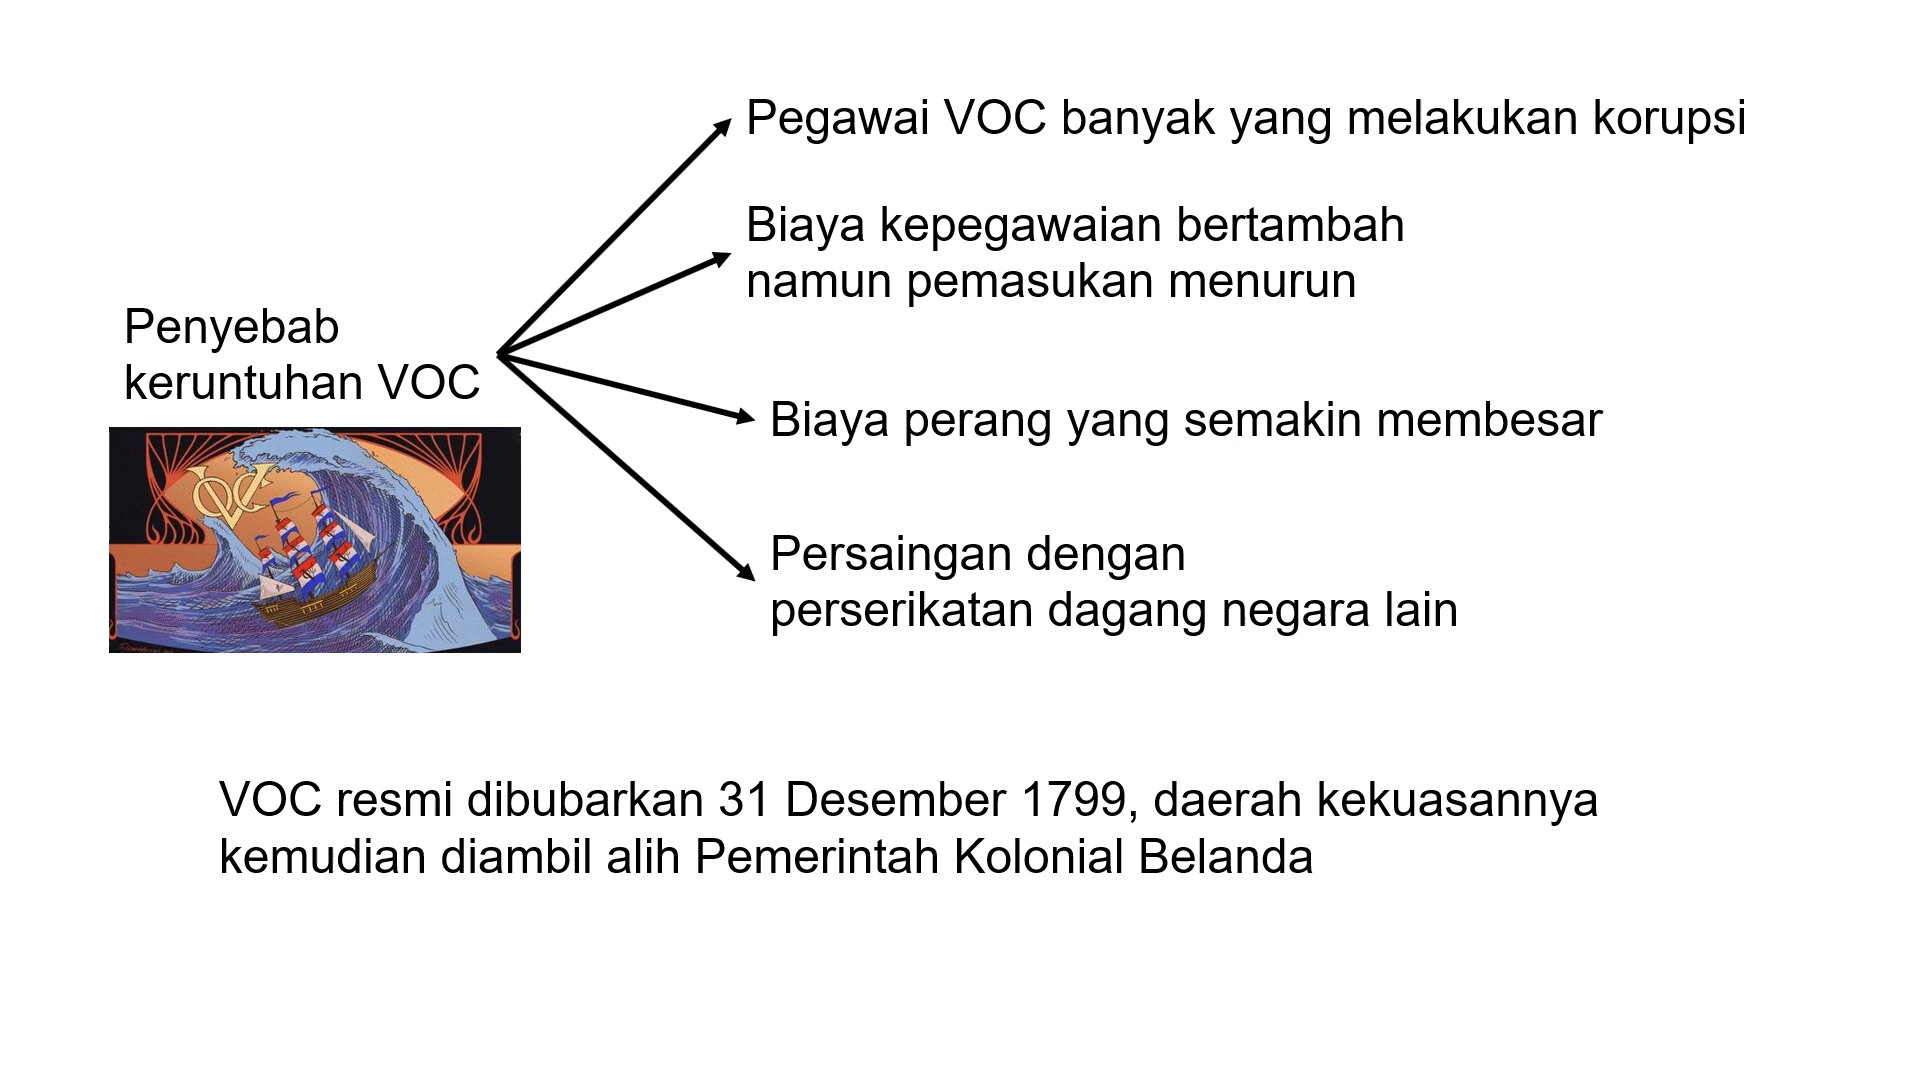 Pegawai VOC banyak yang melakukan korupsi
Biaya kepegawaian bertambah
namun pemasukan menurun
Penyebab
keruntuhan VOC
Biaya perang yang semakin membesar
VOC
Persaingan dengan
perserikatan dagang negara lain
VOC resmi dibubarkan 31 Desember 1799, daerah kekuasannya
kemudian diambil alih Pemerintah Kolonial Belanda